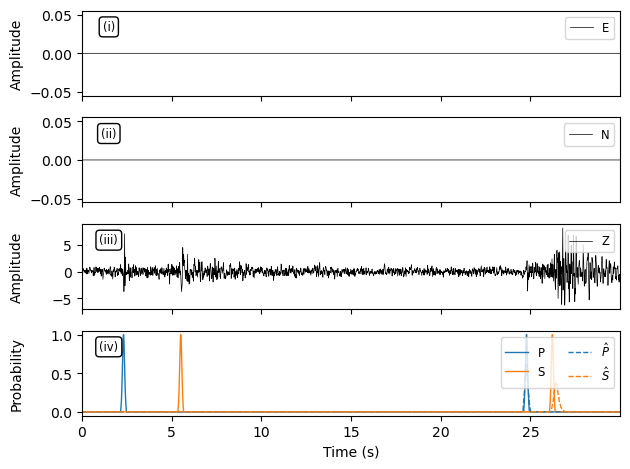 0.05
(i)
E
Amplitude
0.00
−0.05
0.05
(ii)
N
Amplitude
0.00
−0.05
(iii)
Z
5
Amplitude
0
−5
1.0
(iv)
P
P̂
S
Ŝ
Probability
0.5
0.0
0 5 10 15 20 25
Time (s)